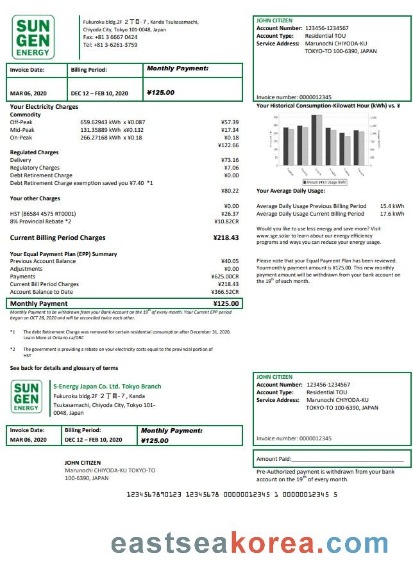 SUN
GEN
ENERGY
Fukuroku bldg.2F 2丁目-7, Kanda Tsukasamachi,
Chiyoda City, Tokyo 101-0048, Japan
Fax: +81 3 6667 0424
Tel: +81 3-6261-3759
JOHN CITIZEN
Account Number: 123456-1234567
Account Type: Residential TOU
Service Address: Marunochi CHIYODA-KU
TOKYO-TO 100-6390, JAPAN
Invoice number: 0000012345
Invoice Date: Billing Period: Monthly Payment:
MAR 06, 2020 DEC 12 – FEB 10, 2020 ¥125.00
Your Electricity Charges
Commodity
Off-Peak 659.62943 kWh x ¥0.087 ¥57.39
Mid-Peak 131.35889 kWh x¥0.132 ¥17.34
On-Peak 266.27168 kWh x ¥0.18 ¥0.18
¥122.66
Regulated Charges
Delivery ¥73.16
Regulatory Charges ¥7.06
Debt Retirement Charge ¥0.00
Debt Retirement Charge exemption saved you ¥7.40 *1
¥80.22
Your other Charges
¥0.00
HST (86584 4575 RT0001) ¥26.37
8% Provincial Rebate *2 ¥10.82CR
Current Billing Period Charges ¥218.43
Your Equal Payment Plan (EPP) Summary
Previous Account Balance ¥40.05
Adjustments ¥0.00
Payments ¥625.00CR
Current Bill Period Charges ¥218.43
Account Balance to Date ¥366.52CR
Monthly Payment ¥125.00
Monthly Payment to be withdrawn from your Bank Account on the 19th of every month. Your Current EPP period
began on OCT 28, 2020 and will be reconciled twice each other.
*1 The debt Retirement Charge was removed for certain residential consumption after December 31, 2020.
Learn More at Ontario.ca/DRC
*2 The government is providing a rebate on your electricity costs equal to the provincial portion of
HST
See back for details and glossary of terms
Your Historical Consumption-Kilowatt Hour (kWh) vs. ¥
Your Average Daily Usage:
Average Daily Usage Previous Billing Period 15.4 kWh
Average Daily Usage Current Billing Period 17.6 kWh
Would you like to use less energy and save more? Visit
www.sge.solar to learn about our energy efficiency
programs and ways you can reduce your energy usage.
Please note that your Equal Payment Plan has been reviewed.
Youmonthly payment amount is ¥125.00. This new monthly
payment amount will be withdrawn from your bank account
on the 19th of each month.
SUN
GEN
ENERGY
S-Energy Japan Co. Ltd. Tokyo Branch
Fukuroku bldg.2F 2丁目-7, Kanda
Tsukasamachi, Chiyoda City, Tokyo 101-
0048, Japan
JOHN CITIZEN
Account Number: 123456-1234567
Account Type: Residential TOU
Service Address: Marunochi CHIYODA-KU
TOKYO-TO 100-6390, JAPAN
Invoice number: 0000012345
Invoice Date: Billing Period: Monthly Payment:
MAR 06, 2020 DEC 12 – FEB 10, 2020 ¥125.00
Amount Paid:
JOHN CITIZEN
Marunochi CHIYODA-KU TOKYO-TO
100-6390, JAPAN
Pre-Authorized payment is withdrawn from your bank
account on the 19th of every month.
1234567890123 12345678 00000012345 1 0000012345 5
eastseakorea.com